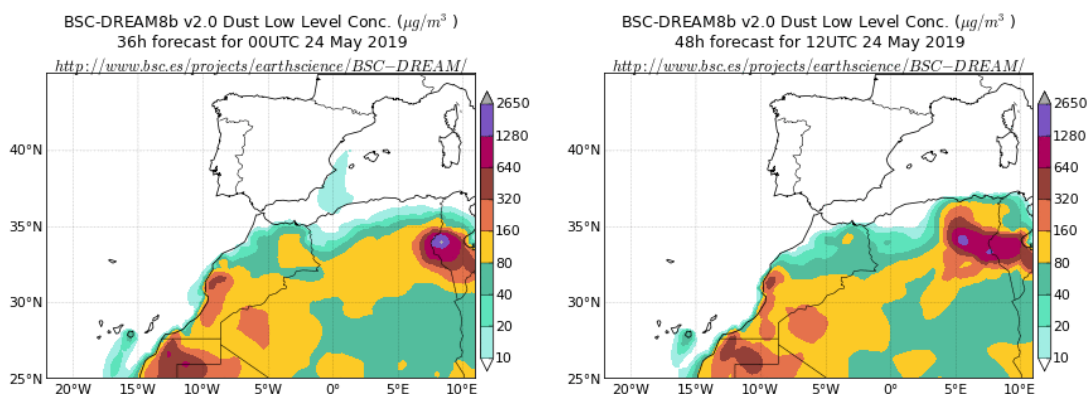 BSC-DREAM8b v2.0 Dust Low Level Conc. (μg/m³ )
36h forecast for 00UTC 24 May 2019
http://www.bsc.es/projects/earthscience/BSC−DREAM/
40°N
35°N
30°N
25°N
20°W
15°W
10°W
5°W
0°
5°E
10°E
2650
1280
640
320
160
80
40
20
10
BSC-DREAM8b v2.0 Dust Low Level Conc. (μg/m³ )
48h forecast for 12UTC 24 May 2019
http://www.bsc.es/projects/earthscience/BSC−DREAM/
40°N
35°N
30°N
25°N
20°W
15°W
10°W
5°W
0°
5°E
10°E
2650
1280
640
320
160
80
40
20
10